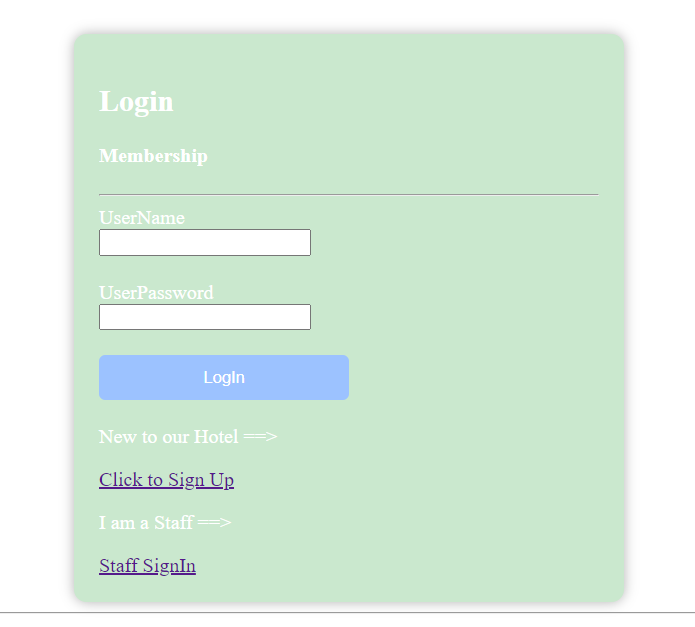 Login
Membership
UserName
UserPassword
LogIn
New to our Hotel ==>
Click to Sign Up
I am a Staff ==>
Staff SignIn